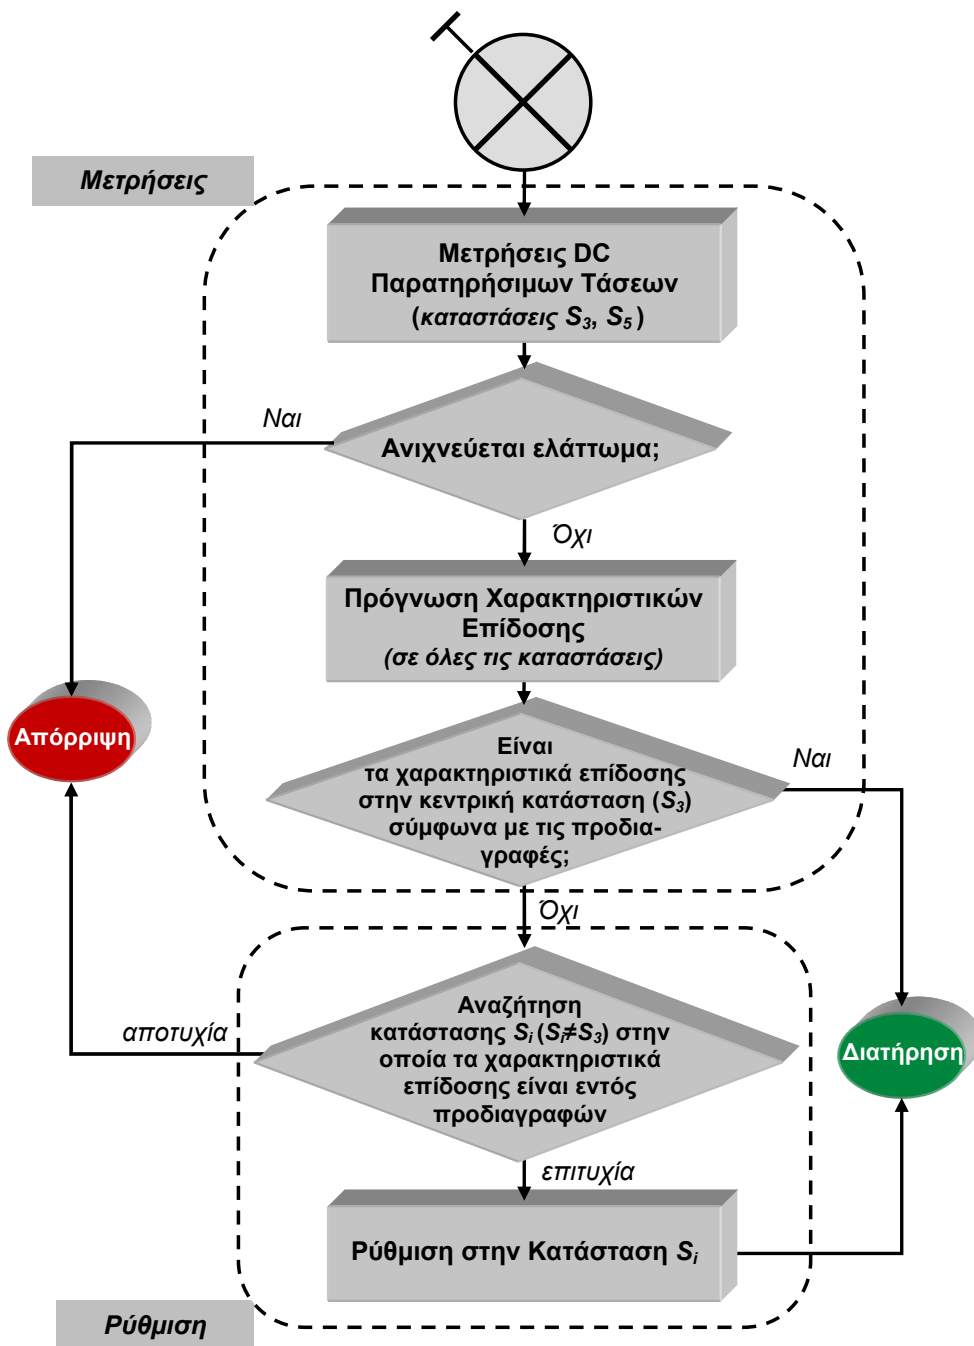 Μετρήσεις
Μετρήσεις DC
Παρατηρήσιμων Τάσεων
(καταστάσεις S3, S5 )
Ναι
Ανιχνεύεται ελάττωμα;
Όχι
Πρόγνωση Χαρακτηριστικών
Επίδοσης
(σε όλες τις καταστάσεις)
Απόρριψη
Είναι
τα χαρακτηριστικά επίδοσης
στην κεντρική κατάσταση (S3)
σύμφωνα με τις προδια-
γραφές;
Ναι
Όχι
Αναζήτηση
κατάστασης Si (Si≠S3) στην
οποία τα χαρακτηριστικά
επίδοσης είναι εντός
προδιαγραφών
αποτυχία
Διατήρηση
επιτυχία
Ρύθμιση στην Κατάσταση Si
Ρύθμιση